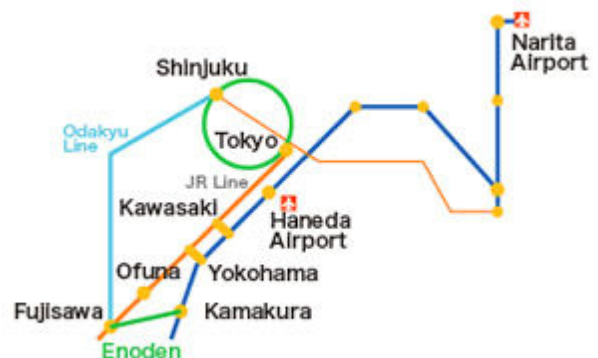 Narita
Airport
Shinjuku
Odakyu
Line
Tokyo
JR Line
Kawasaki
Haneda
Airport
Ofuna
Yokohama
Fujisawa
Kamakura
Enoden